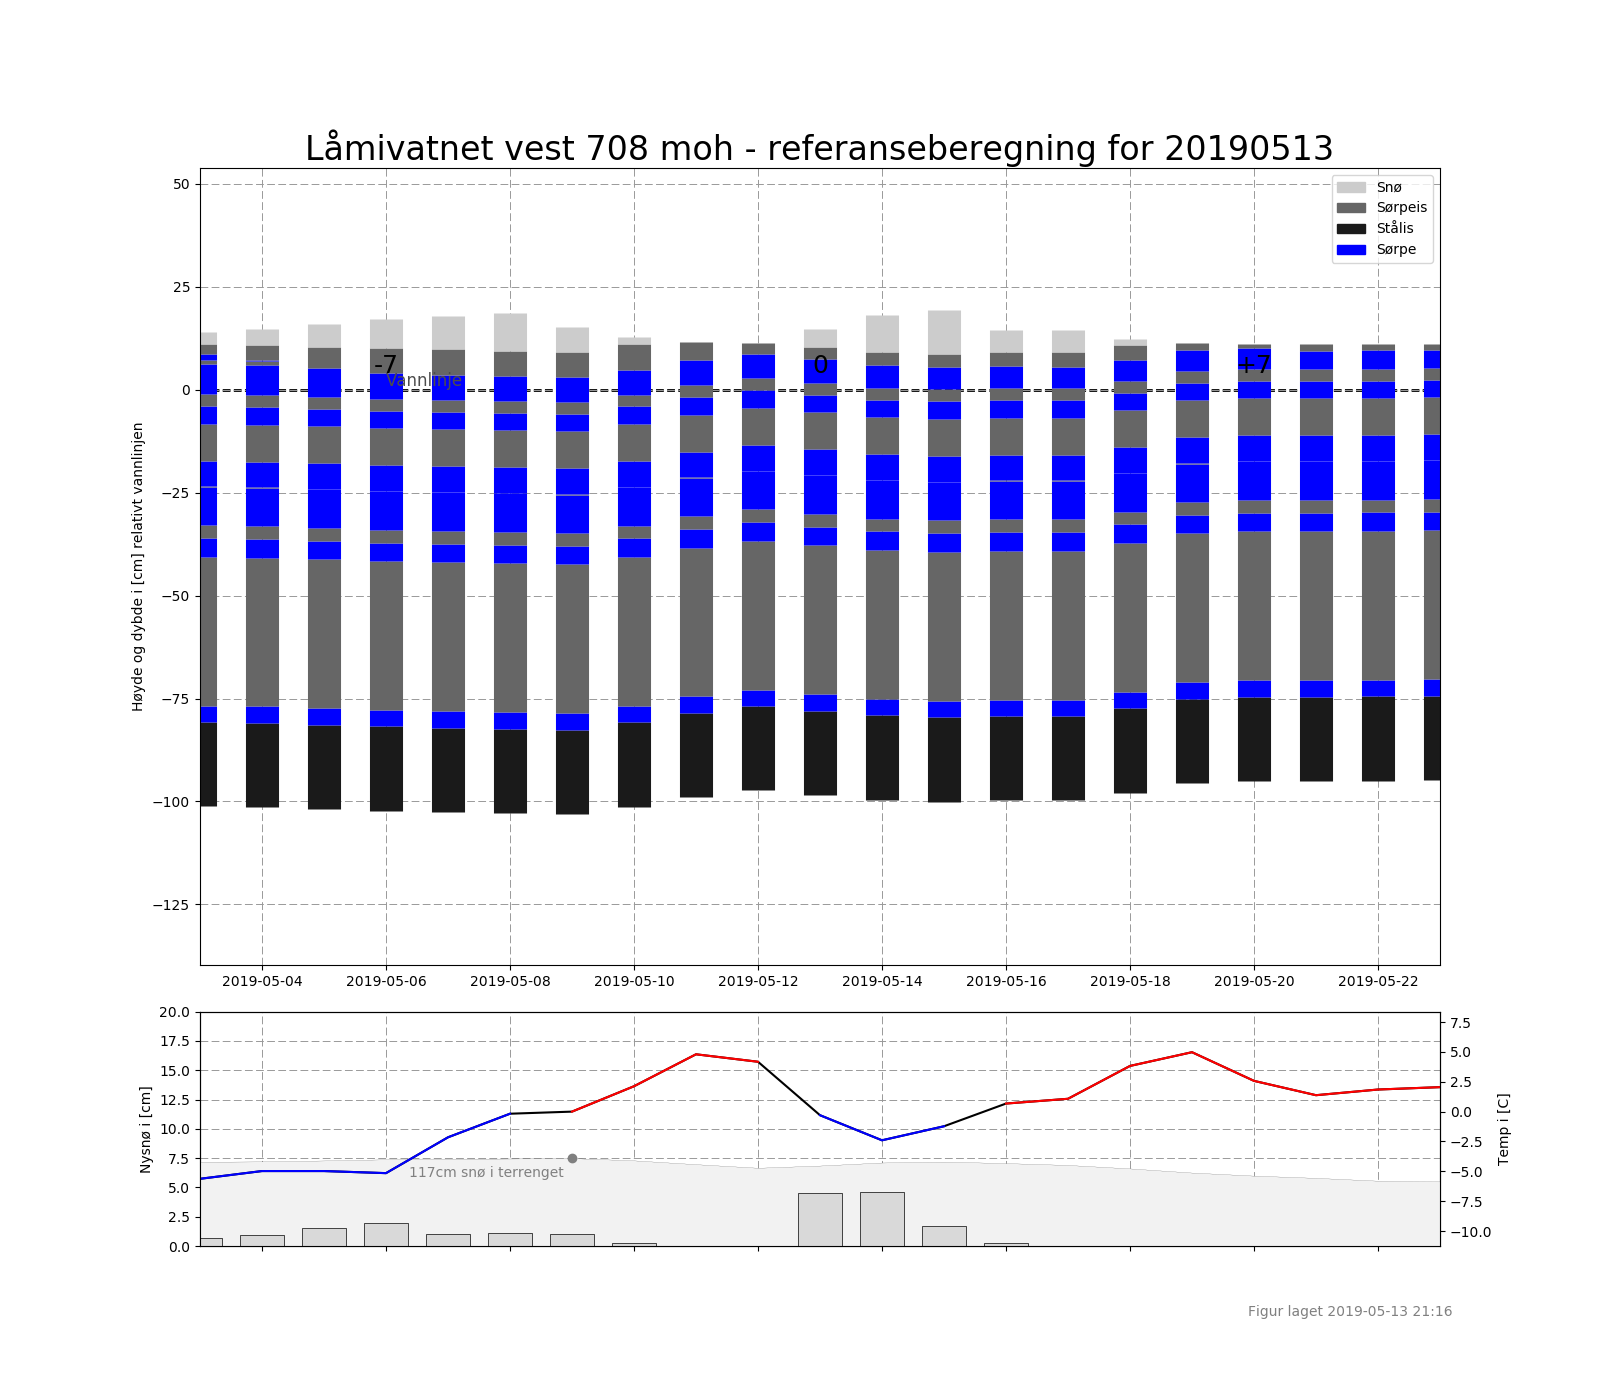 Låmivatnet vest 708 moh - referanseberegning for 20190513
Høyde og dybde i [cm] relativt vannlinjen
50
25
0
−25
−50
−75
−100
−125
Snø
Sørpeis
Stålis
Sørpe
-7
0
+7
Vannlinje
2019-05-04 2019-05-06 2019-05-08 2019-05-10 2019-05-12 2019-05-14 2019-05-16 2019-05-18 2019-05-20 2019-05-22
Nysnø i [cm]
20.0
17.5
15.0
12.5
10.0
7.5
5.0
2.5
0.0
117cm snø i terrenget
7.5
5.0
2.5
0.0
−2.5
−5.0
−7.5
−10.0
Temp i [C]
Figur laget 2019-05-13 21:16